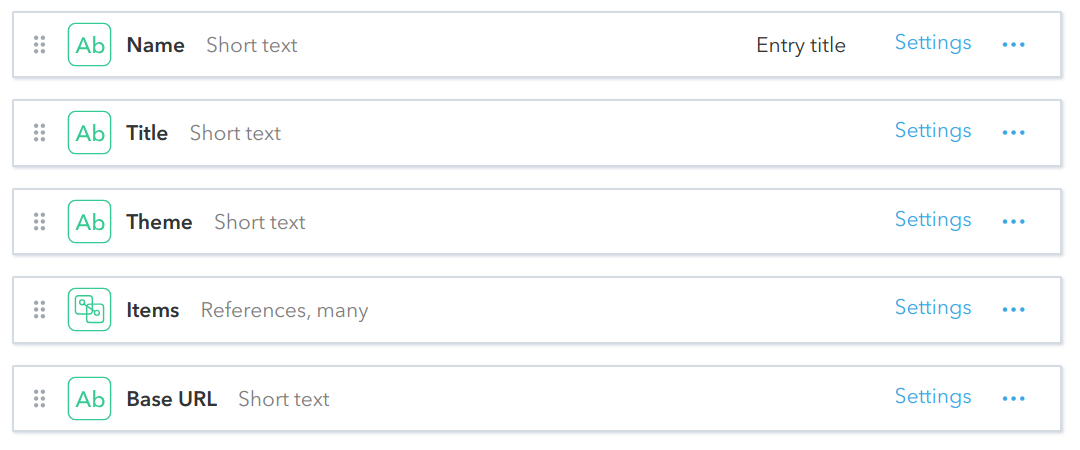 Ab Name Short text Entry title Settings
Ab Title Short text Settings
Ab Theme Short text Settings
Items References, many Settings
Ab Base URL Short text Settings